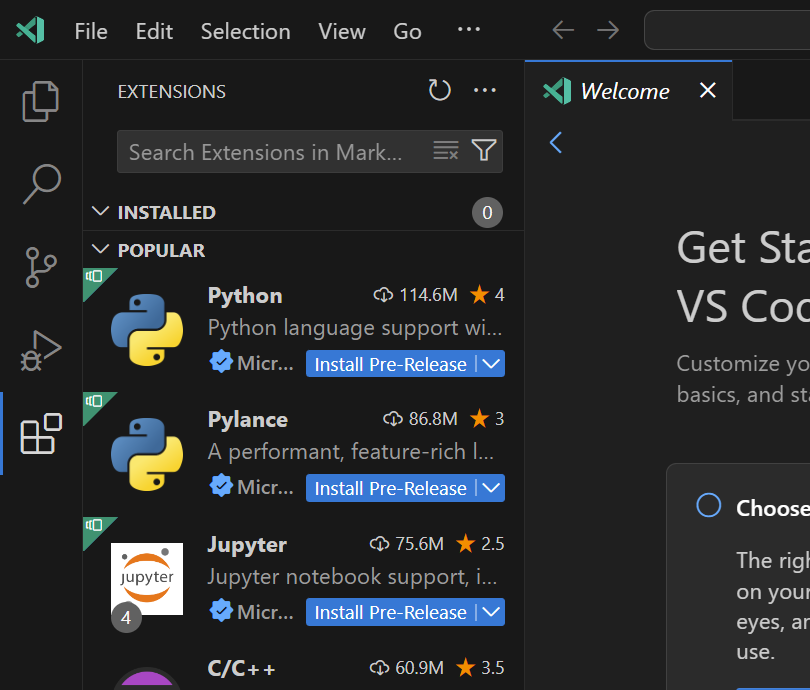 File Edit Selection View Go ...
EXTENSIONS
Welcome
Search Extensions in Mark...
INSTALLED 0
POPULAR
Python 114.6M 4
Python language support wi...
Micr... Install Pre-Release
Pylance 86.8M 3
A performant, feature-rich l...
Micr... Install Pre-Release
Jupyter 75.6M 2.5
jupyter
Jupyter notebook support, i...
4 Micr... Install Pre-Release
C/C++ 60.9M 3.5
Get Sta
VS Coc
Customize yo
basics, and sta
Choose
The righ
on your
eyes, an
use.